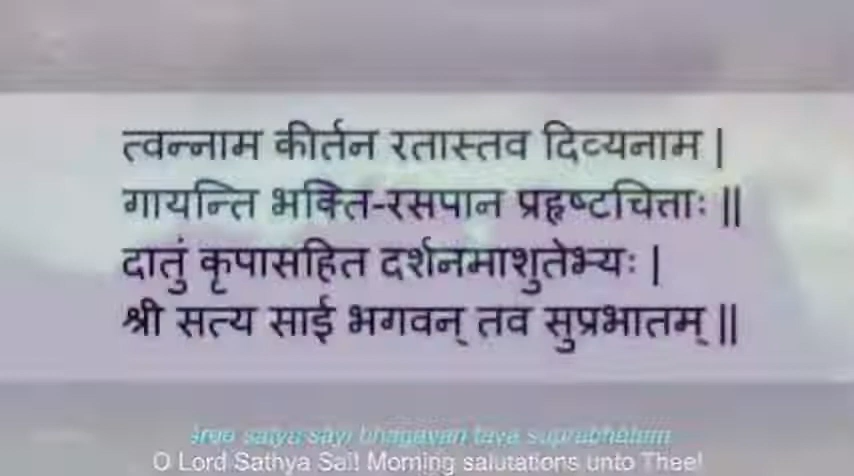 त्वन्नाम कीर्तन रतास्तव दिव्यनाम |
गायन्ति भक्ति-रसपान प्रहृष्टचित्ताः ||
दातुं कृपासहित दर्शनमाशुतेभ्यः |
श्री सत्य साई भगवन् तव सुप्रभातम् ||
sree satya sayi bhagavan tava suprabhatam
O Lord Sathya Sai! Morning salutations unto Thee!